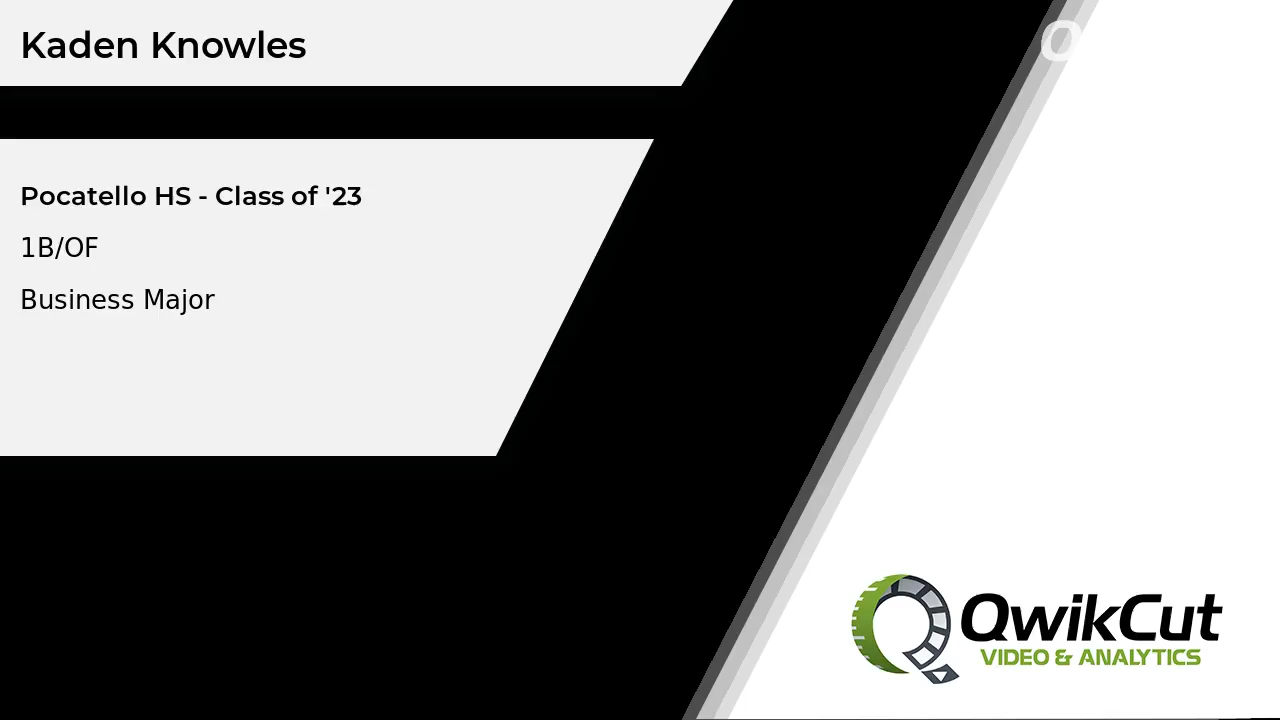 Kaden Knowles
Pocatello HS - Class of '23
1B/OF
Business Major
QwikCut
VIDEO & ANALYTICS